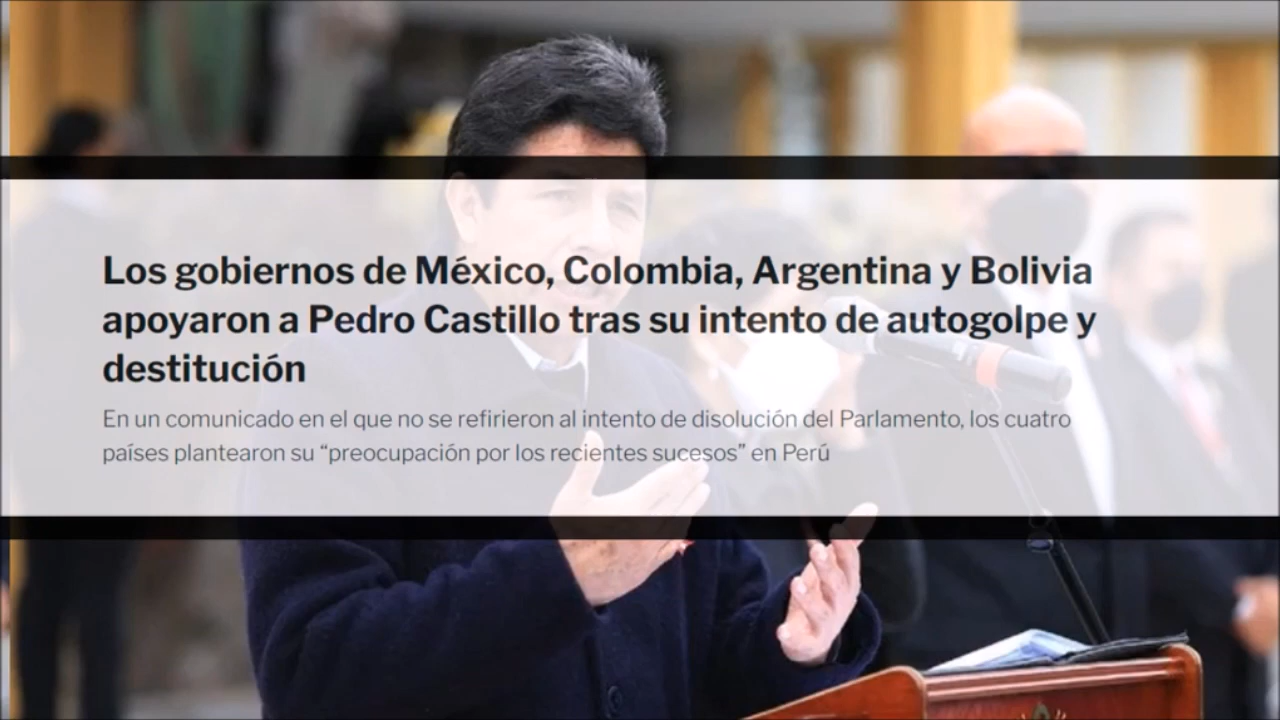 Los gobiernos de México, Colombia, Argentina y Bolivia
apoyaron a Pedro Castillo tras su intento de autogolpe y
destitución
En un comunicado en el que no se refirieron al intento de disolución del Parlamento, los cuatro
países plantearon su “preocupación por los recientes sucesos” en Perú